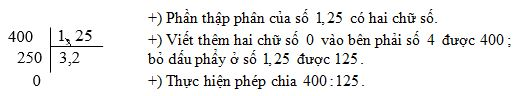 400 1,25
250 3,2
0
+) Phần thập phân của số 1,25 có hai chữ số.
+) Viết thêm hai chữ số 0 vào bên phải số 4 được 400 ;
bỏ dấu phẩy ở số 1,25 được 125 .
+) Thực hiện phép chia 400 : 125 .